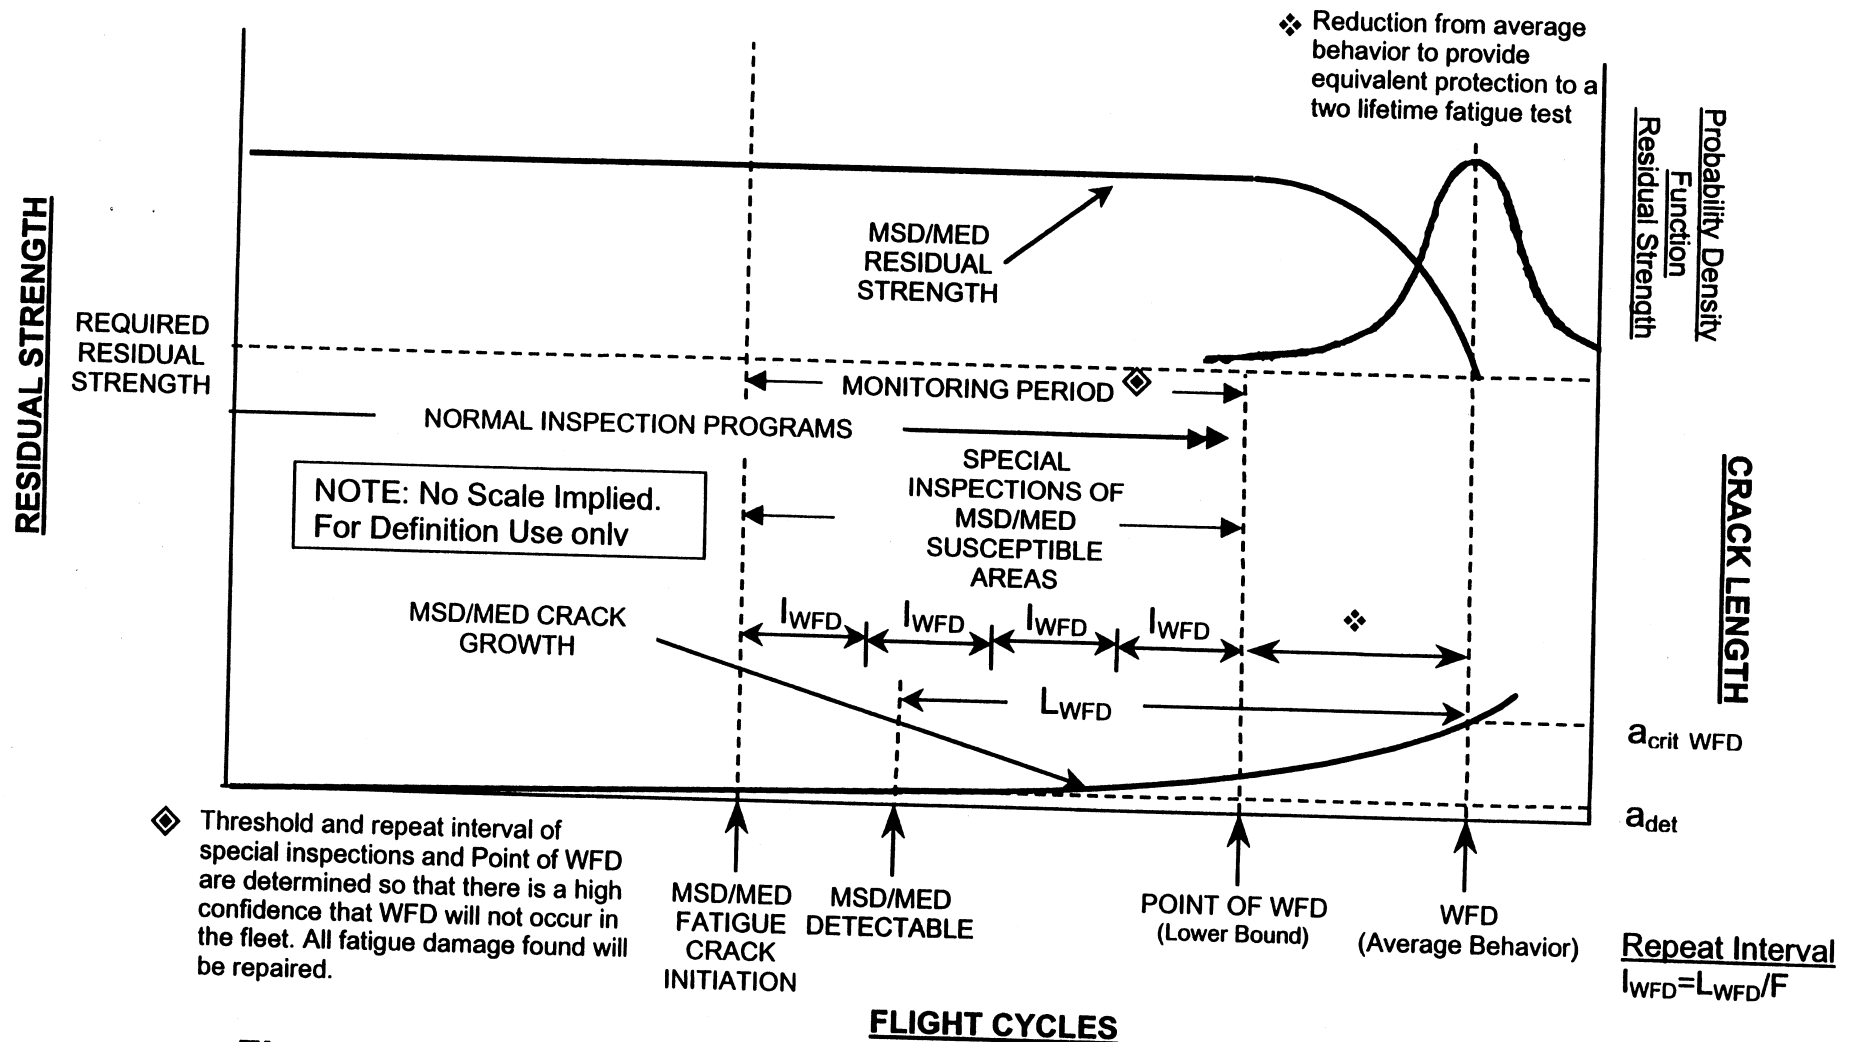 ❖ Reduction from average
behavior to provide
equivalent protection to a
two lifetime fatigue test
Probability Density
Function
Residual Strength
RESIDUAL STRENGTH
MSD/MED
RESIDUAL
STRENGTH
REQUIRED
RESIDUAL
STRENGTH
MONITORING PERIOD
NORMAL INSPECTION PROGRAMS
SPECIAL
INSPECTIONS OF
MSD/MED
SUSCEPTIBLE
AREAS
NOTE: No Scale Implied.
For Definition Use only
CRACK LENGTH
MSD/MED CRACK
GROWTH
IWFD IWFD IWFD IWFD ❖
LWFD
acrit WFD
adet
Threshold and repeat interval of
special inspections and Point of WFD
are determined so that there is a high
confidence that WFD will not occur in
the fleet. All fatigue damage found will
be repaired.
MSD/MED
FATIGUE
CRACK
INITIATION
MSD/MED
DETECTABLE
POINT OF WFD
(Lower Bound)
WFD
(Average Behavior)
Repeat Interval
IWFD=LWFD/F
FLIGHT CYCLES